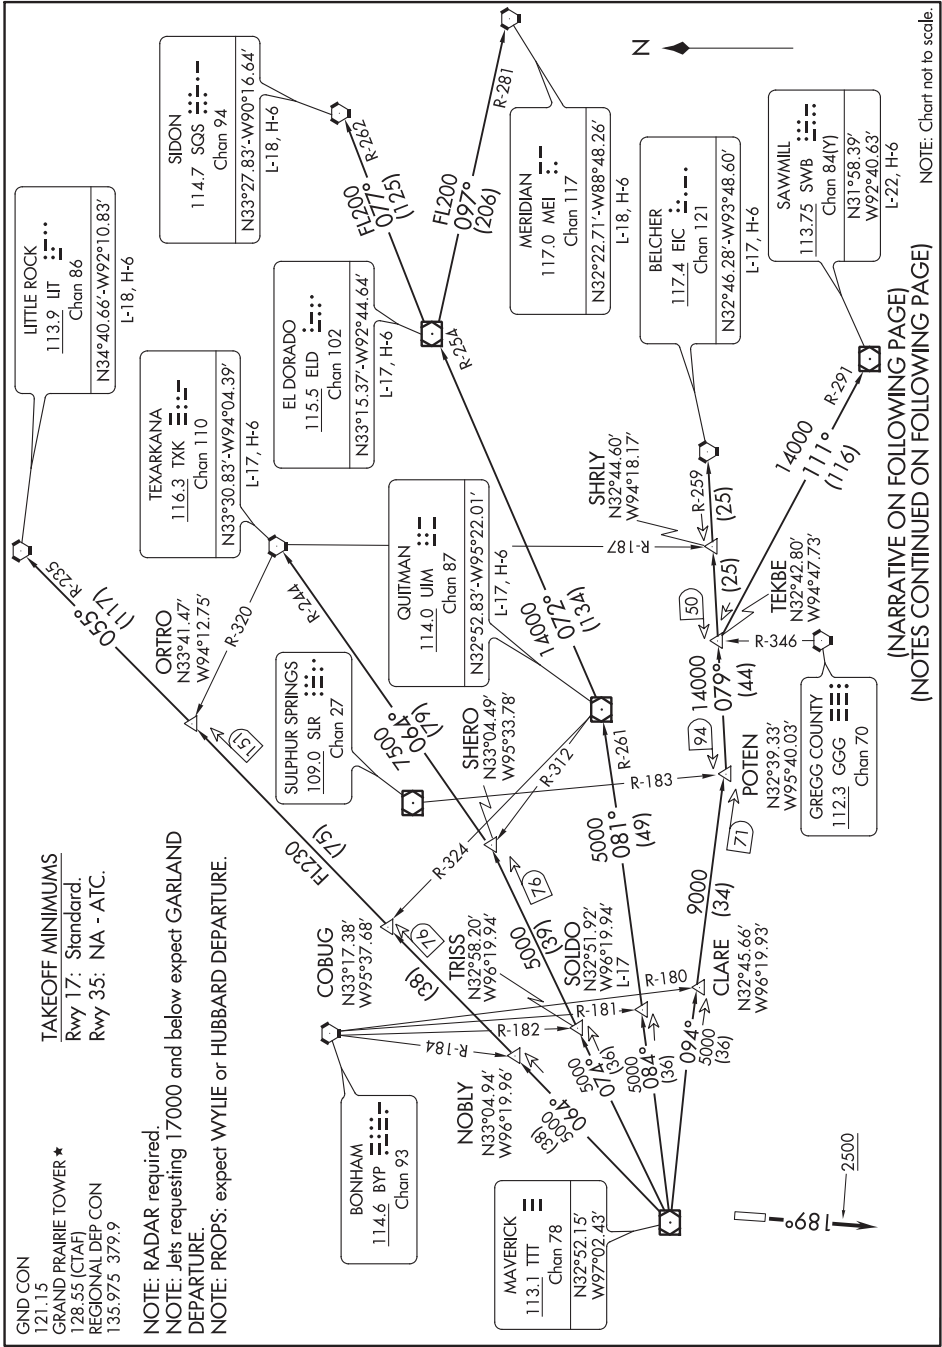 GND CON
121.15
GRAND PRAIRIE TOWER★
128.55 (CTAF)
REGIONAL DEP CON
135.975 379.9
TAKEOFF MINIMUMS
Rwy 17: Standard.
Rwy 35: NA - ATC.
NOTE: RADAR required.
NOTE: Jets requesting 17000 and below expect GARLAND
DEPARTURE.
NOTE: PROPS: expect WYLIE or HUBBARD DEPARTURE.
LITTLE ROCK
113.9 LIT
Chan 86
N34°40.66'-W92°10.83'
L-18, H-6
SIDON
114.7 SQS
Chan 94
N33°27.83'-W90°16.64'
L-18, H-6
TEXARKANA
116.3 TXK
Chan 110
N33°30.83'-W94°04.39'
L-17, H-6
EL DORADO
115.5 ELD
Chan 102
N33°15.37'-W92°44.64'
L-17, H-6
MERIDIAN
117.0 MEI
Chan 117
N32°22.71'-W88°48.26'
L-18, H-6
BELCHER
117.4 EIC
Chan 121
N32°46.28'-W93°48.60'
L-17, H-6
SAWMILL
113.75 SWB
Chan 84(Y)
N31°58.39'
W92°40.63'
L-22, H-6
QUITMAN
114.0 UIM
Chan 87
N32°52.83'-W95°22.01'
L-17, H-6
SULPHUR SPRINGS
109.0 SLR
Chan 27
GREGG COUNTY
112.3 GGG
Chan 70
BONHAM
114.6 BYP
Chan 93
MAVERICK
113.1 TTT
Chan 78
N32°52.15'
W97°02.43'
ORTRO
N33°41.47'
W94°12.75'
COBUG
N33°17.38'
W95°37.68'
NOBLY
N33°04.94'
W96°19.96'
TRISS
N32°58.20'
W96°19.94'
SHERO
N33°04.49'
W95°33.78'
SOLDO
N32°51.92'
W96°19.94'
L-17
CLARE
N32°45.66'
W96°19.93'
POTEN
N32°39.33'
W95°40.03'
TEKBE
N32°42.80'
W94°47.73'
SHRLY
N32°44.60'
W94°18.17'
R-235
055°
(117)
R-320
151
FL230
(75)
R-324
76
(38)
R-184
064°
5000
(38)
R-244
7500
064°
(79)
R-312
76
5000
(39)
R-182
5000
074°
(36)
FL200
077°
(125)
R-262
FL200
097°
(206)
R-281
R-254
14000
072°
(134)
R-261
5000
081°
(49)
R-181
5000
084°
(36)
R-180
094°
5000
(36)
9000
(34)
71
R-183
94
14000
079°
(44)
R-346
50
(25)
R-187
R-259
(25)
14000
111°
(116)
R-291
189°
2500
N
(NARRATIVE ON FOLLOWING PAGE)
(NOTES CONTINUED ON FOLLOWING PAGE)
NOTE: Chart not to scale.